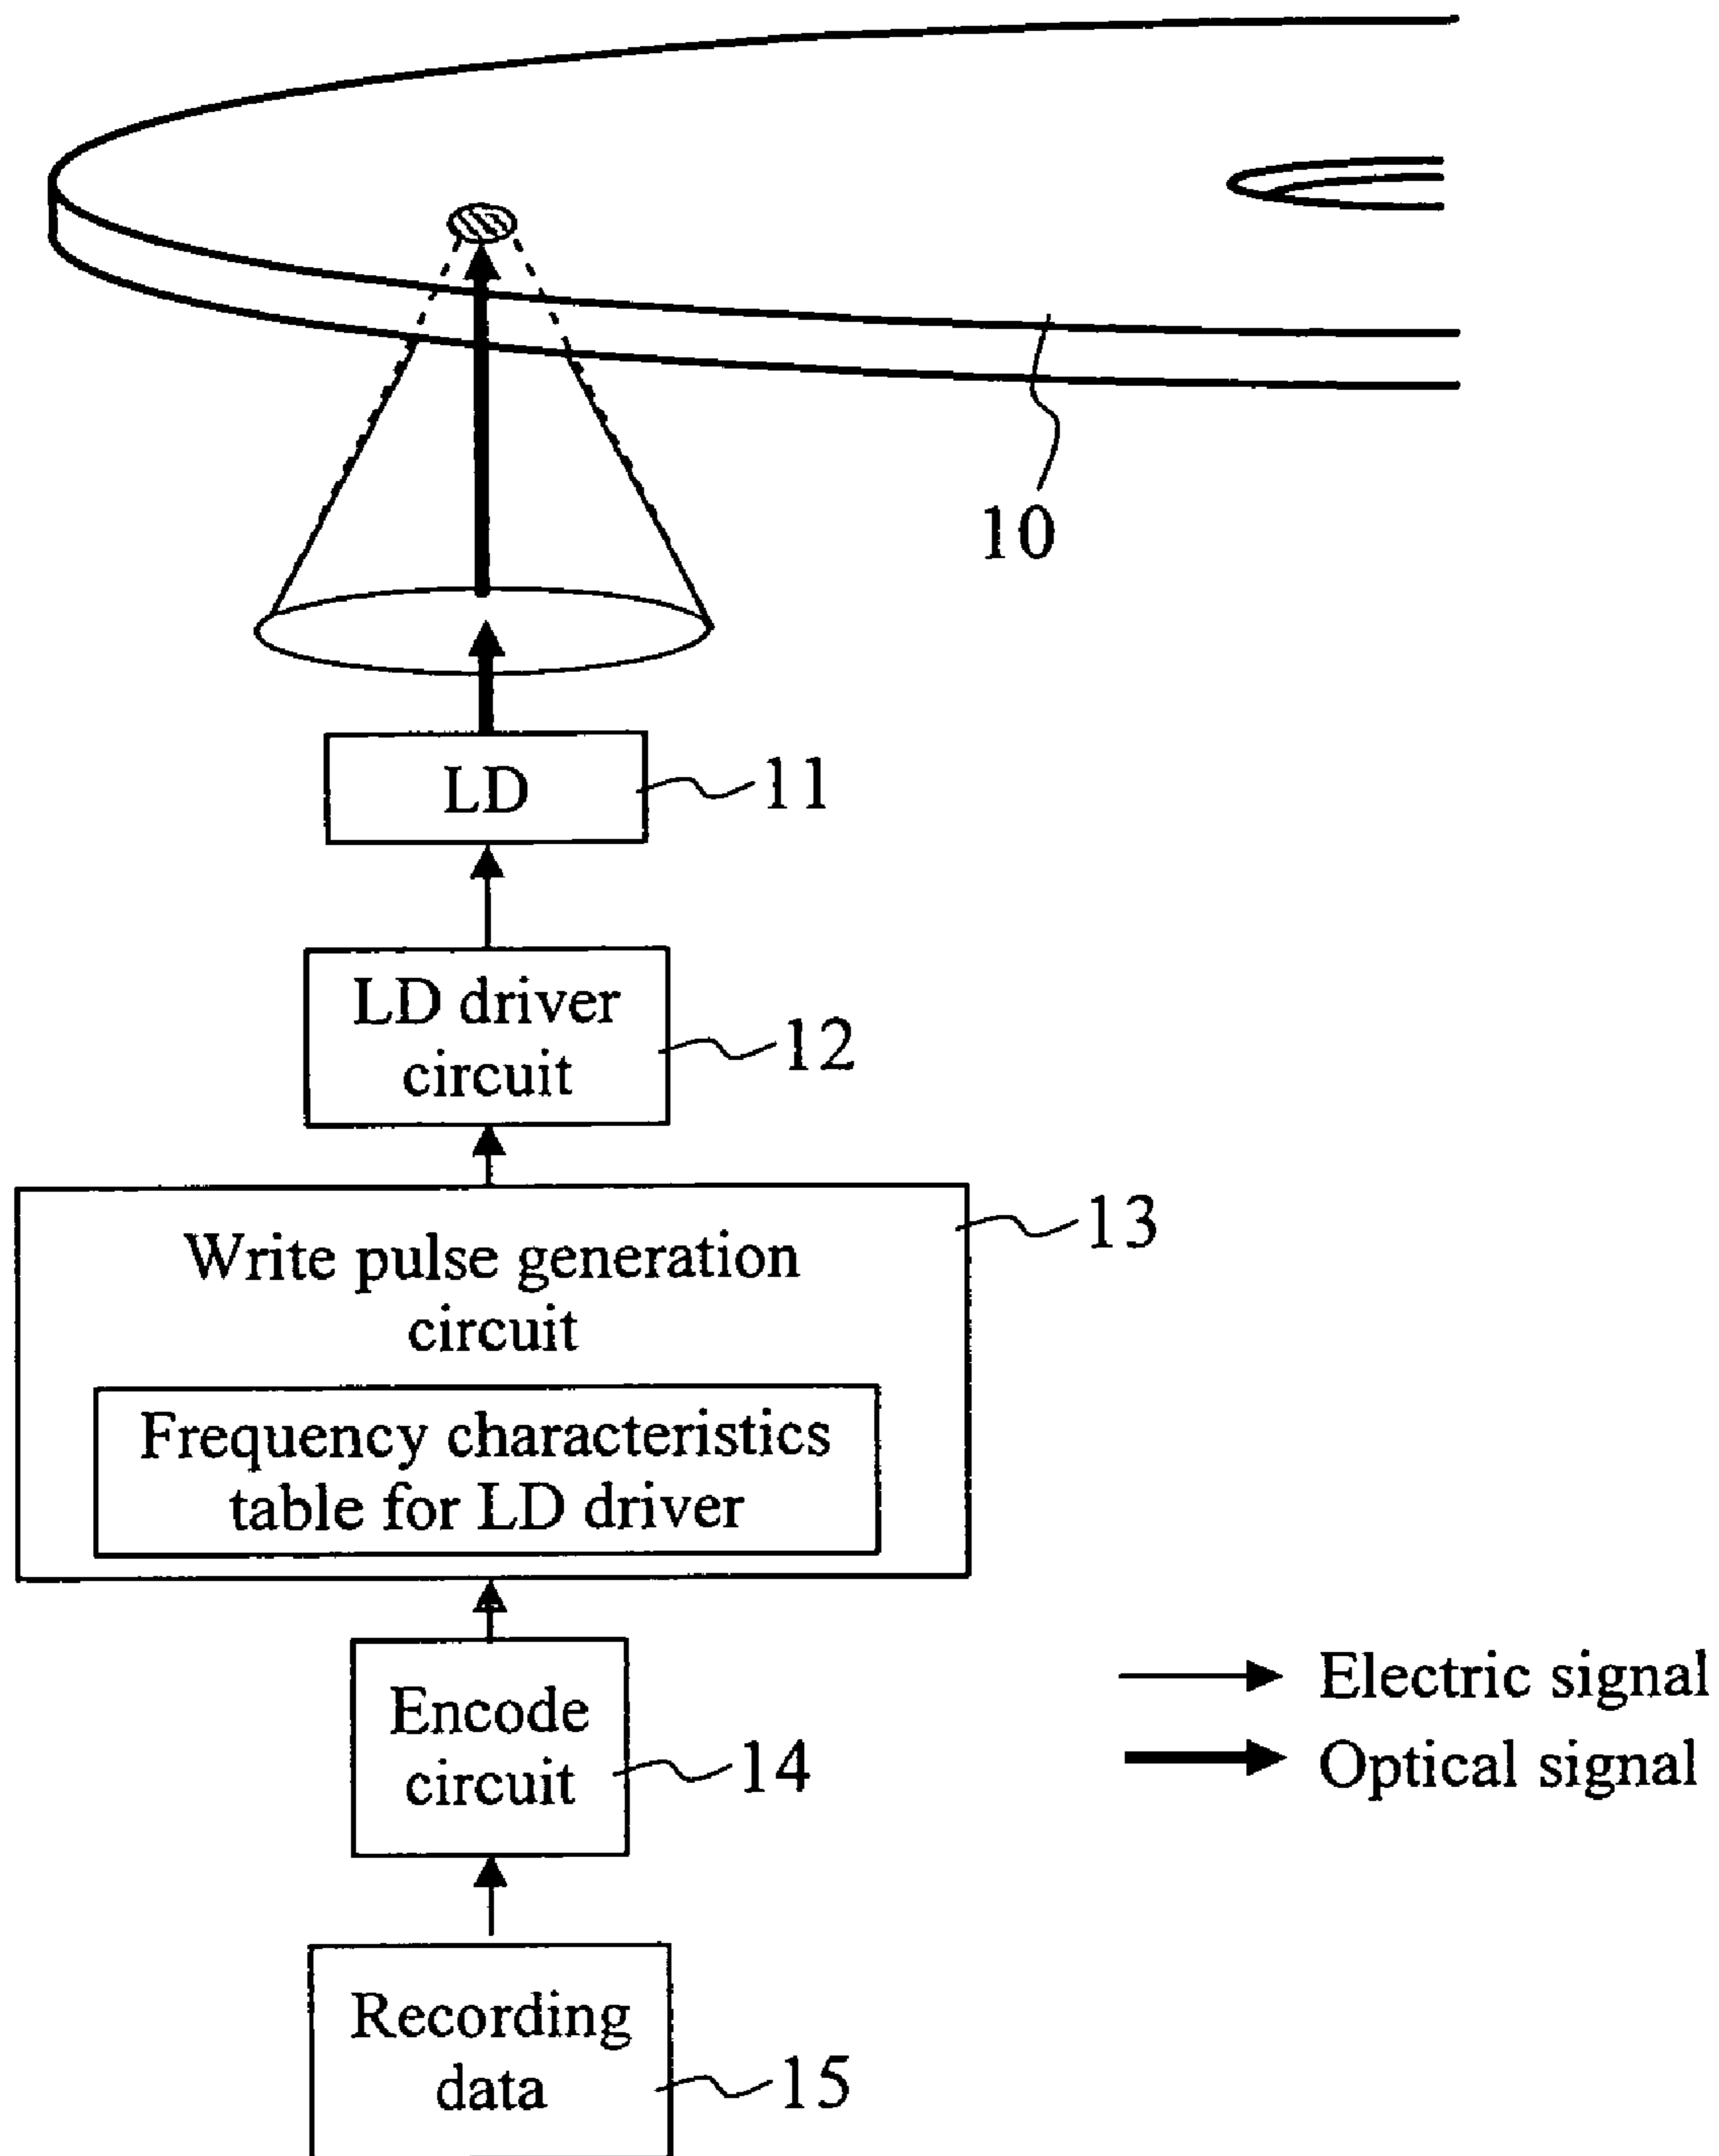 10
LD
11
LD driver
circuit
12
Write pulse generation
circuit
13
Frequency characteristics
table for LD driver
Encode
circuit
14
Electric signal
Optical signal
Recording
data
15